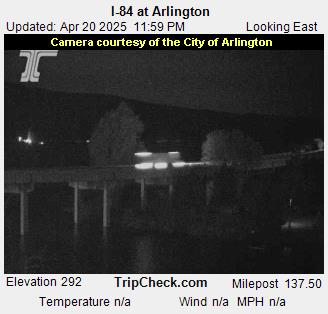 I-84 at Arlington
Updated: Apr 20 2025 11:59 PM Looking East
Camera courtesy of the City of Arlington
Elevation 292 TripCheck.com Milepost 137.50
Temperature n/a Wind n/a MPH n/a